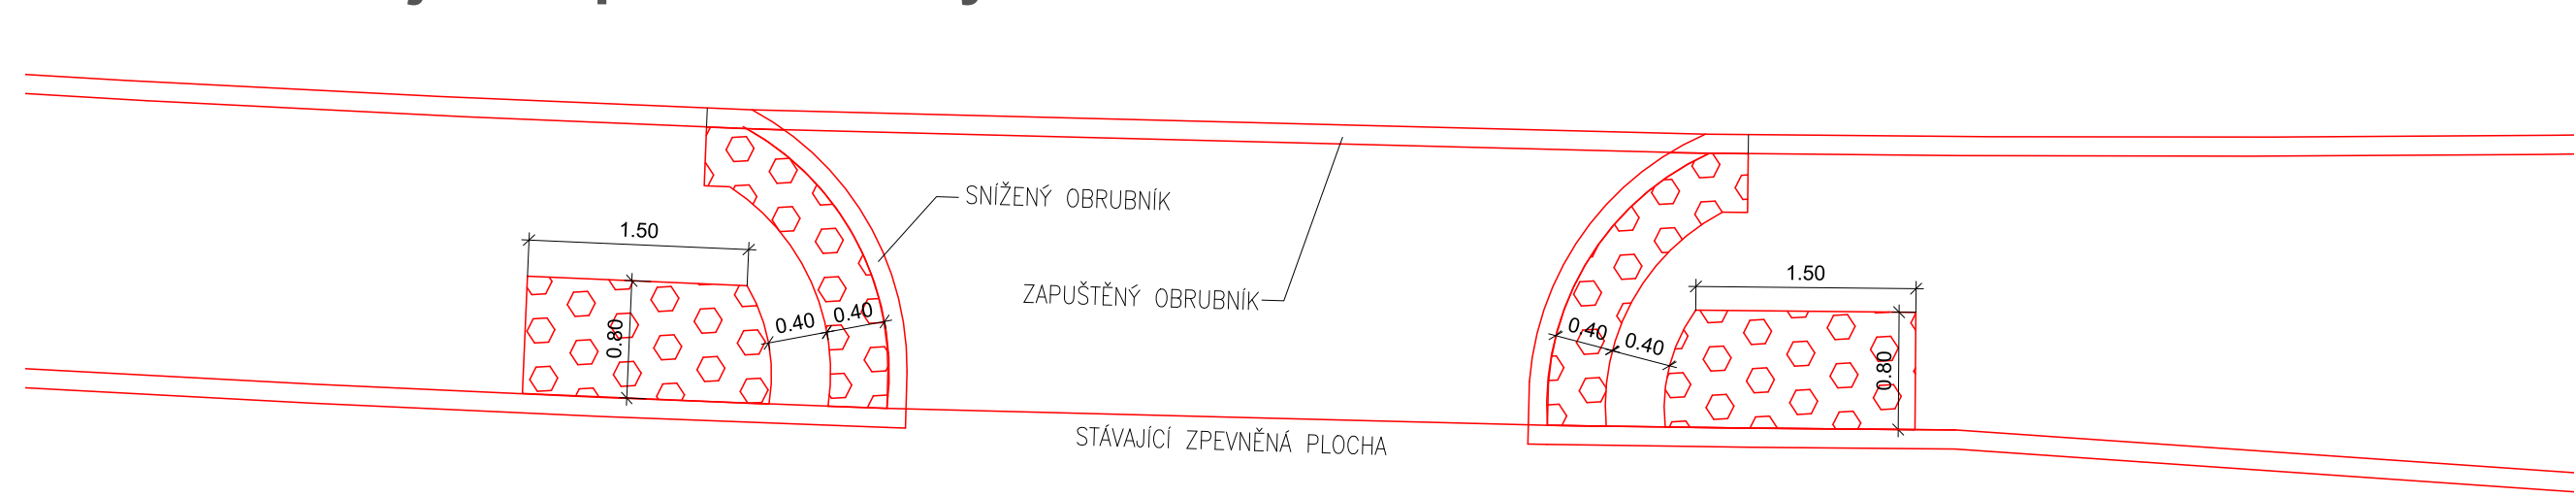 SNÍŽENÝ OBRUBNÍK
1.50
1.50
ZAPUŠTĚNÝ OBRUBNÍK
0.80
0.40
0.40
0.40
0.40
0.80
STÁVAJÍCÍ ZPEVNĚNÁ PLOCHA